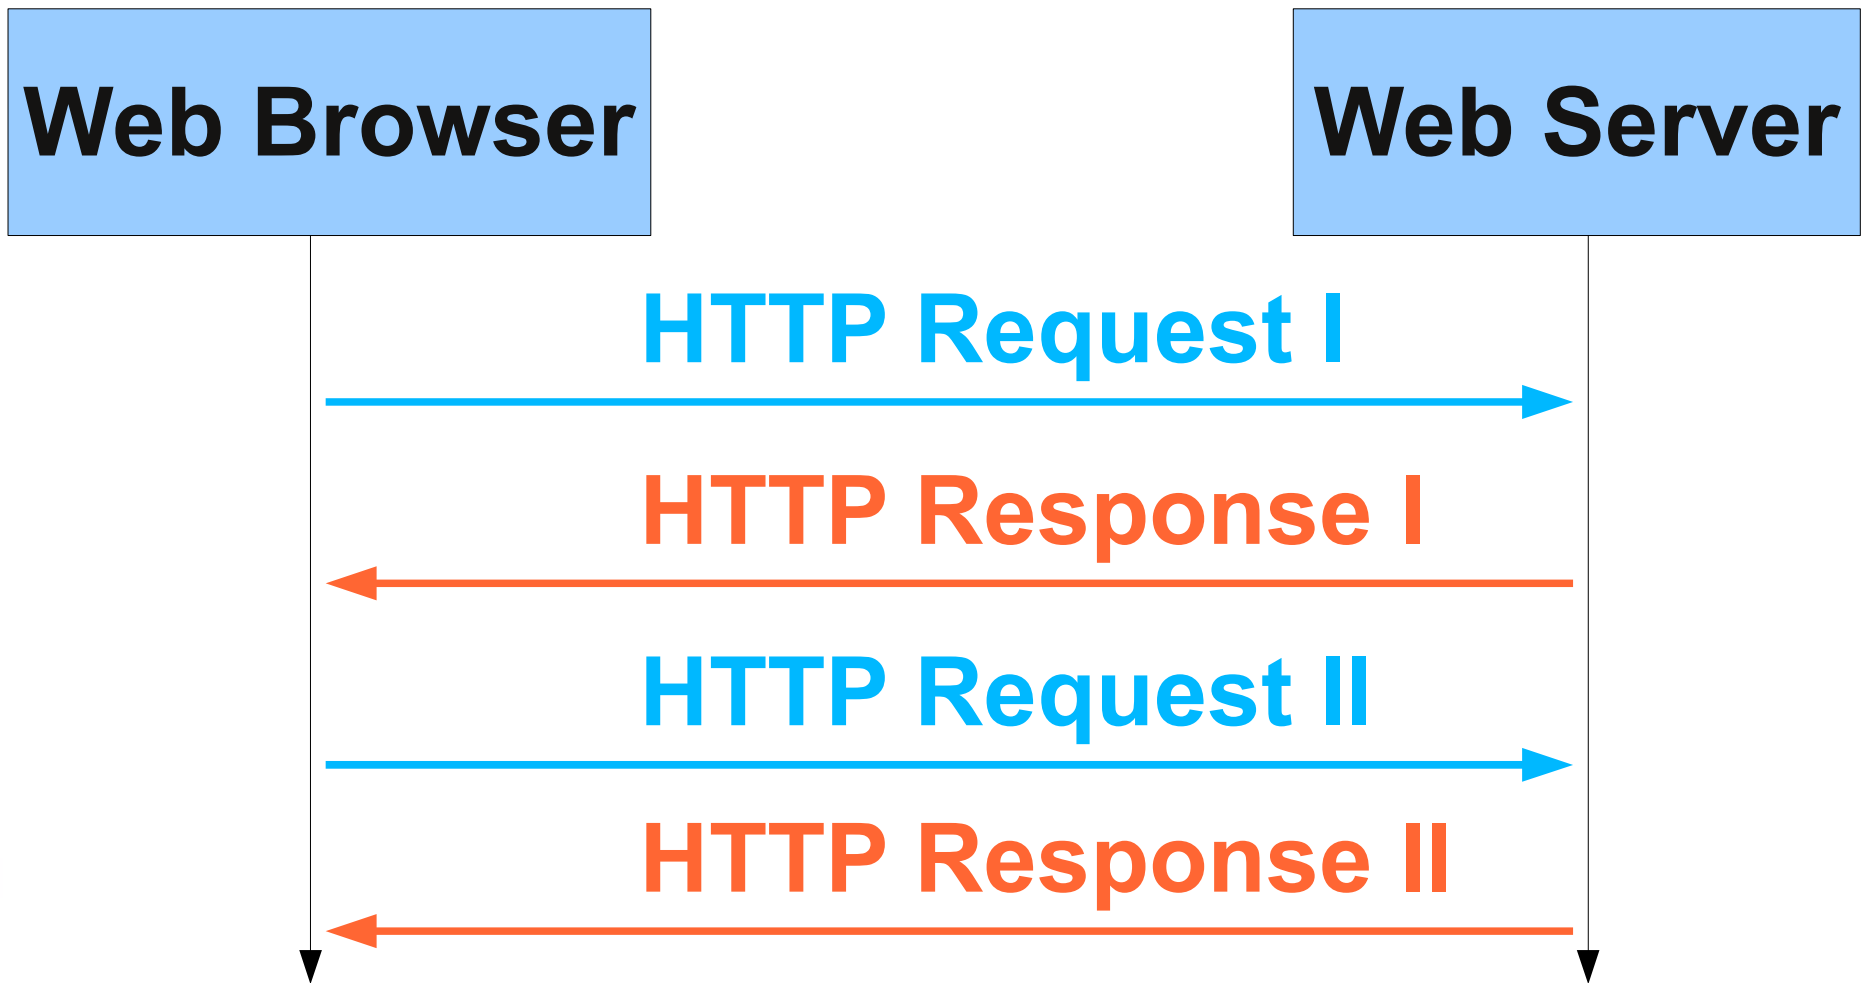 Web Browser
Web Server
HTTP Request I
HTTP Response I
HTTP Request II
HTTP Response II